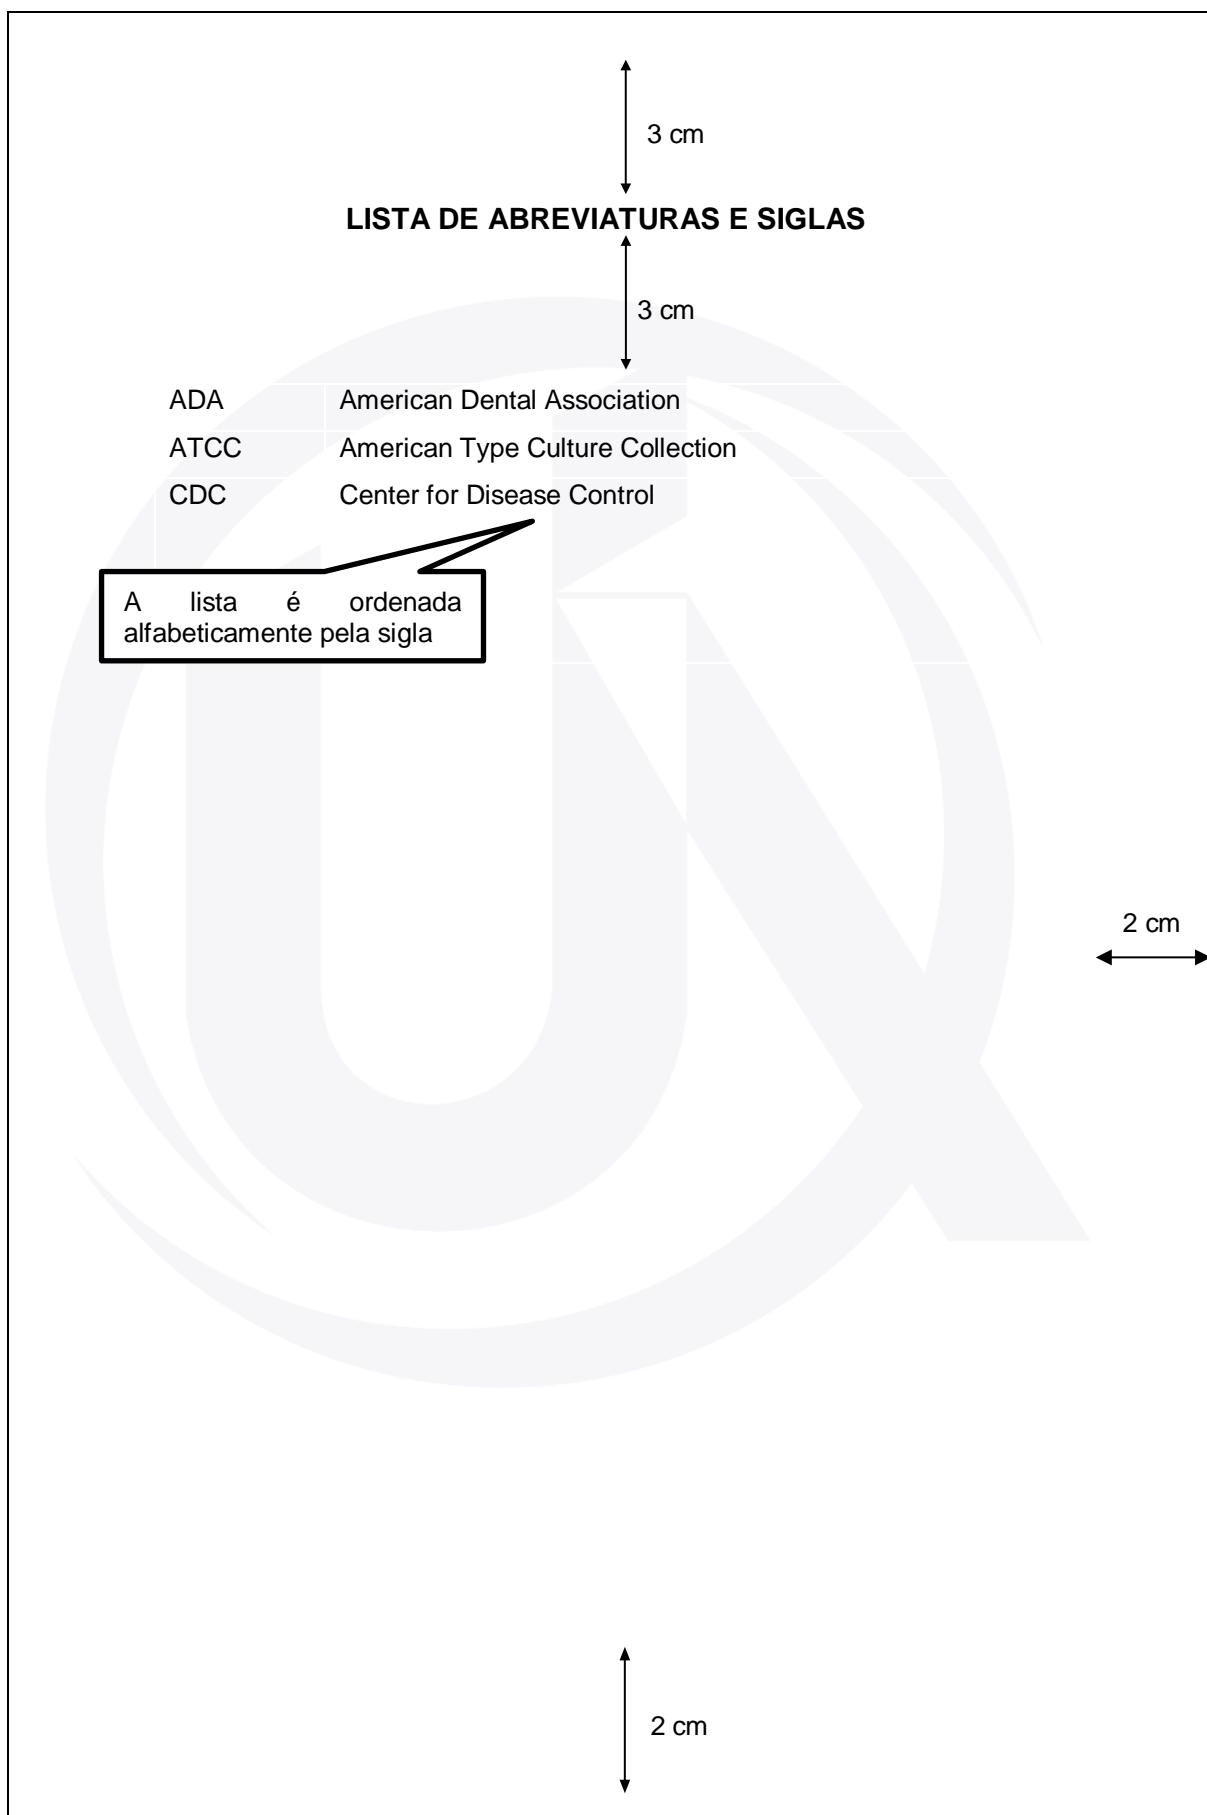 3 cm
LISTA DE ABREVIATURAS E SIGLAS
3 cm
ADA American Dental Association
ATCC American Type Culture Collection
CDC Center for Disease Control
A lista é ordenada
alfabeticamente pela sigla
2 cm
2 cm